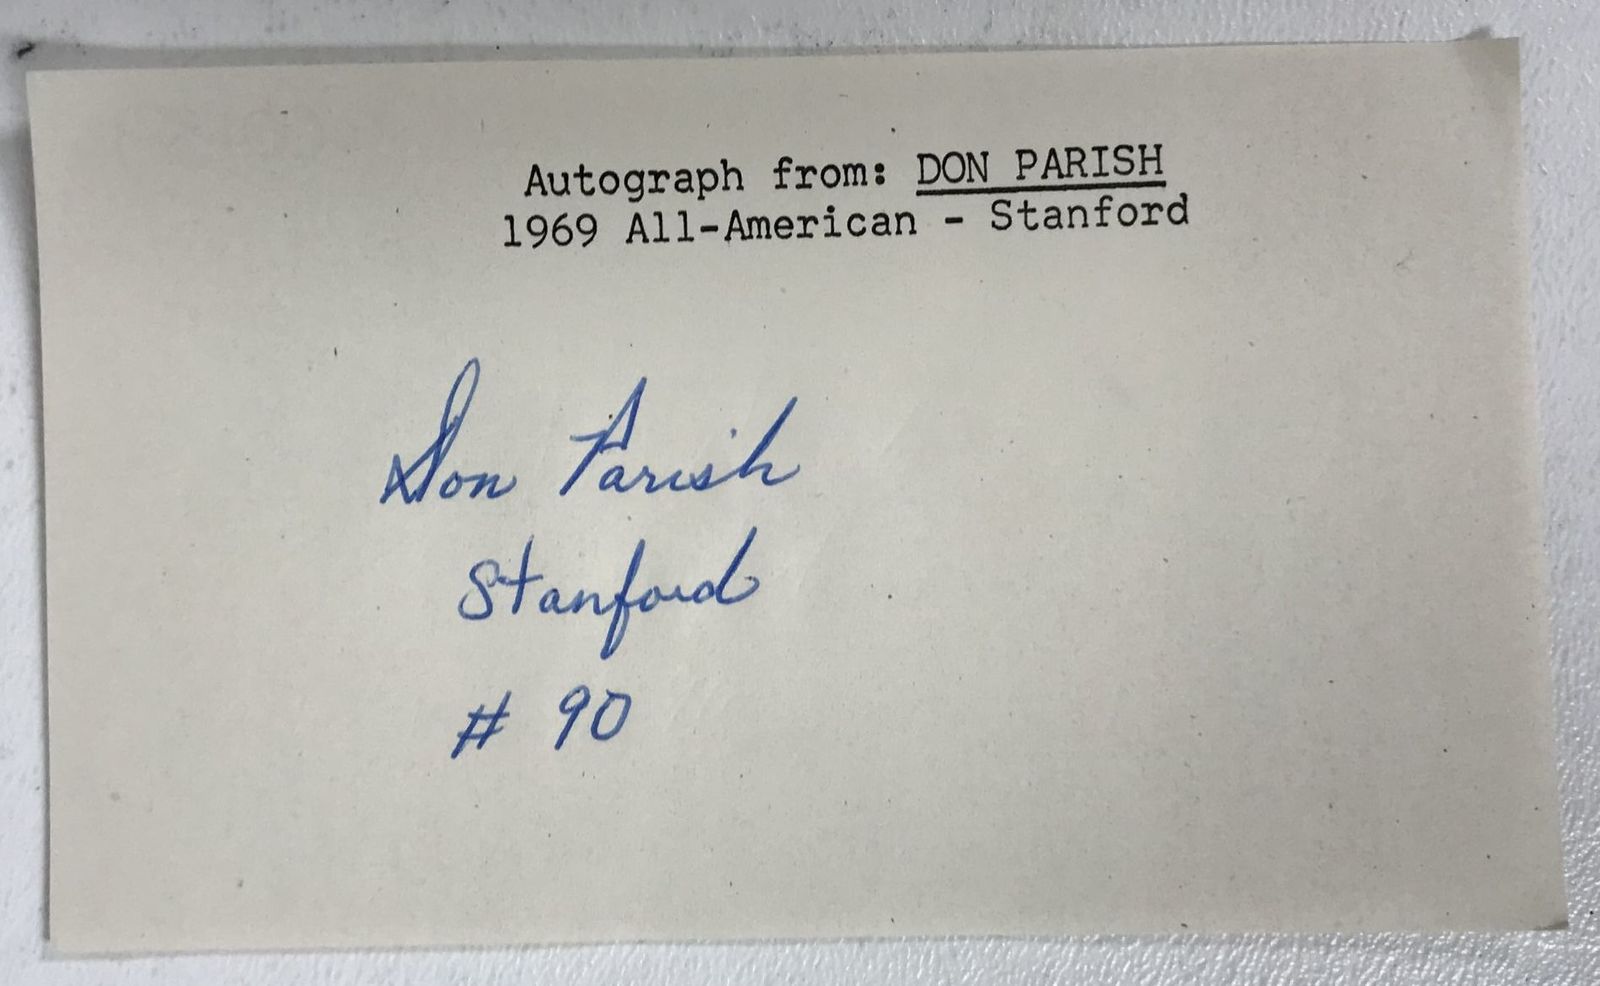 Autograph from: DON PARISH
1969 All-American - Stanford
Don Parish
Stanford
# 90